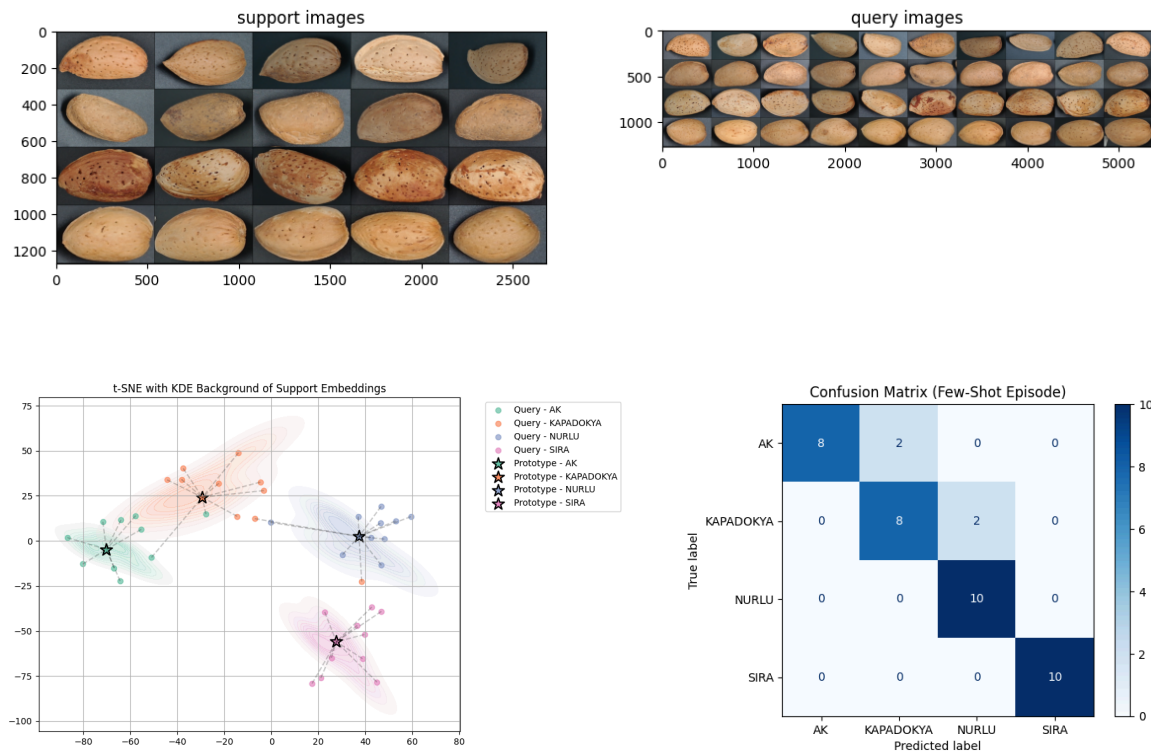 support images
0
200
400
600
800
1000
1200
0 500 1000 1500 2000 2500
query images
0
500
1000
0 1000 2000 3000 4000 5000
t-SNE with KDE Background of Support Embeddings
75
50
25
0
−25
−50
−75
−100
−80 −60 −40 −20 0 20 40 60 80
Query - AK
Query - KAPADOKYA
Query - NURLU
Query - SIRA
Prototype - AK
Prototype - KAPADOKYA
Prototype - NURLU
Prototype - SIRA
Confusion Matrix (Few-Shot Episode)
True label
AK 8 2 0 0
KAPADOKYA 0 8 2 0
NURLU 0 0 10 0
SIRA 0 0 0 10
AK KAPADOKYA NURLU SIRA
Predicted label
10
8
6
4
2
0